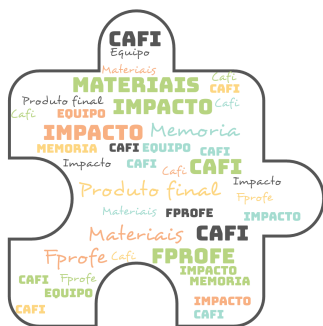 CAFI
Equipo
Materiais
MATERIAIS Cafi
CAFI
Produto final IMPACTO Cafi
Cafi EQUIPO
IMPACTO Memoria
MEMORIA CAFI EQUIPO CAFI
Impacto CAFI Cafi CAFI
Produto final Impacto
Fprofe
Materiais FPROFE IMPACTO
Materiais CAFI
Fprofe Cafi FPROFE
CAFI Fprofe IMPACTO
MEMORIA
EQUIPO
IMPACTO
CAFI CAFI